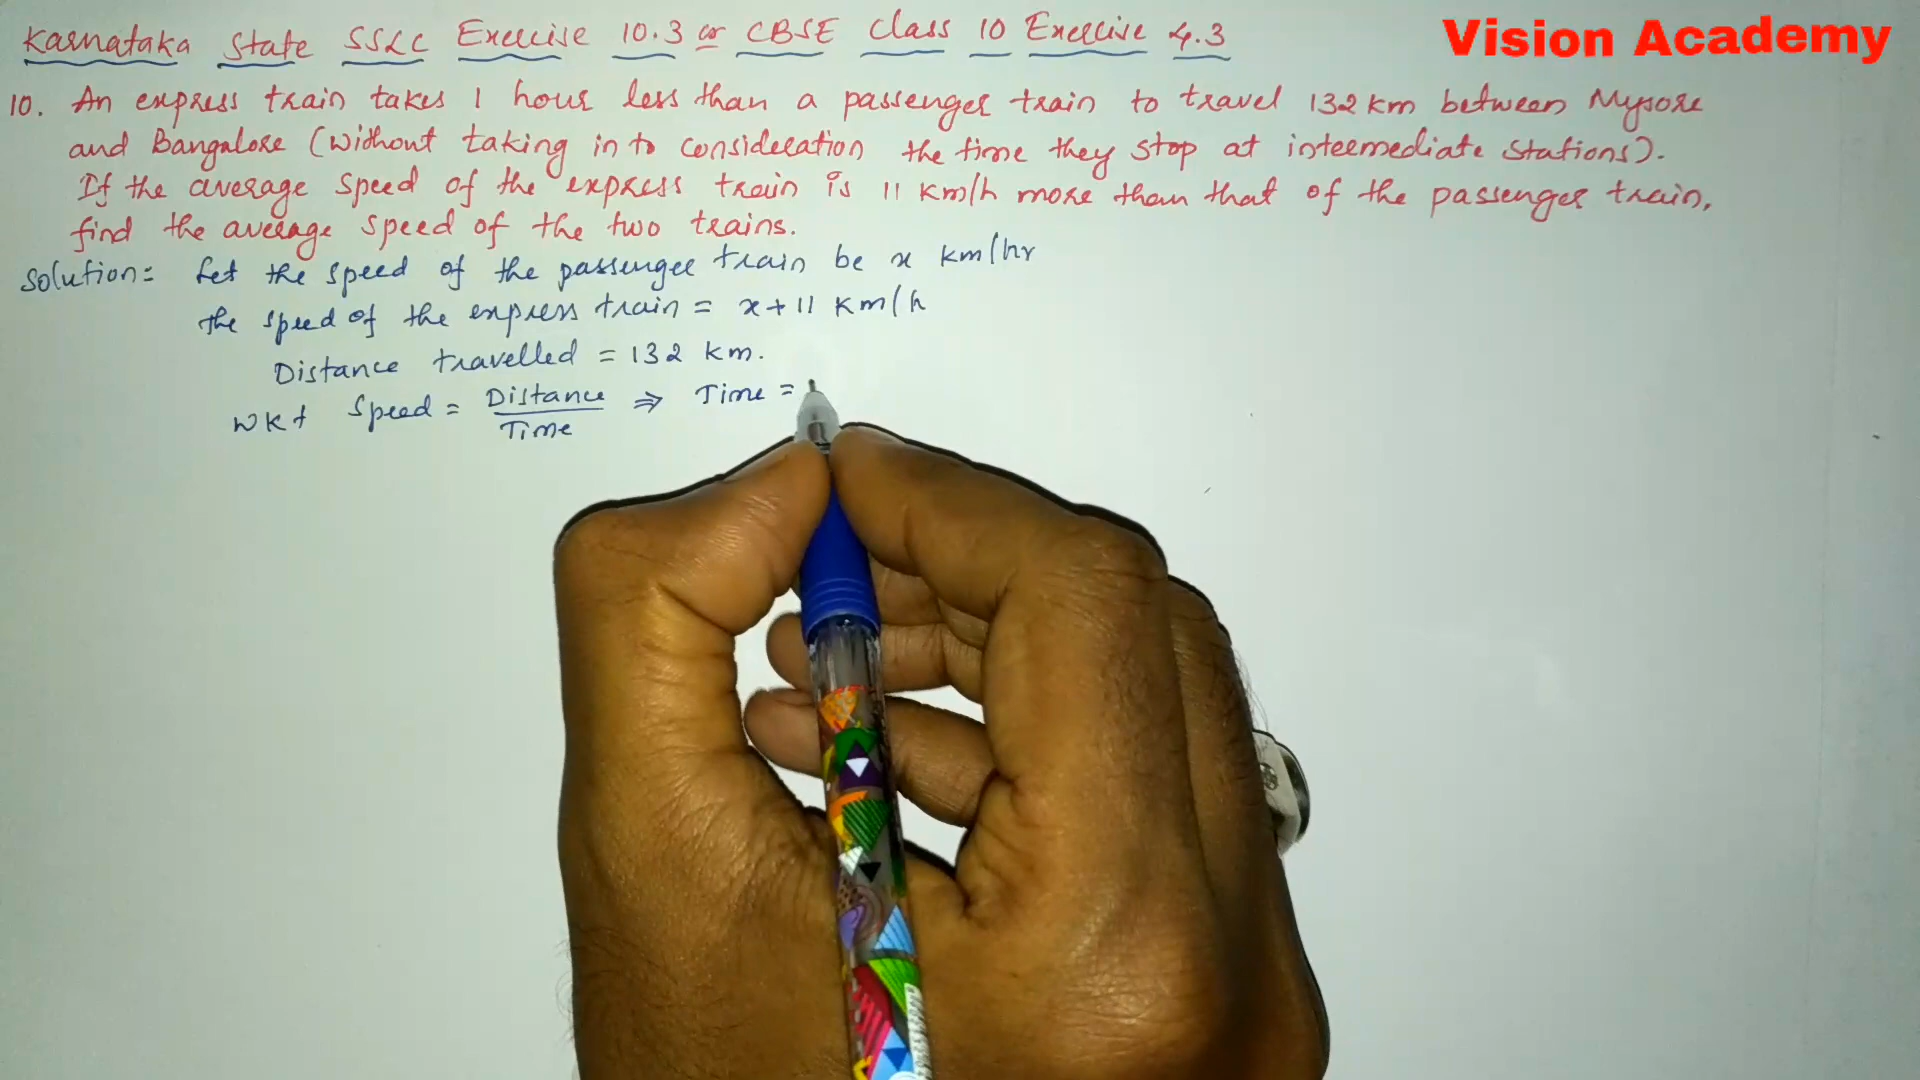 Karnataka State SSLC Exercise 10.3 or CBSE Class 10 Exercise 4.3
Vision Academy
10. An express train takes 1 hour less than a passenger train to travel 132 km between Mysore
and Bangalore (Without taking in to consideration the time they stop at intermediate stations).
If the average speed of the express train is 11 km/h more than that of the passenger train,
find the average speed of the two trains.
Solution:- Let the speed of the passenger train be x km/hr
the speed of the express train = x + 11 km/h
Distance travelled = 132 km.
WKT Speed = Distance / Time ⇒ Time =